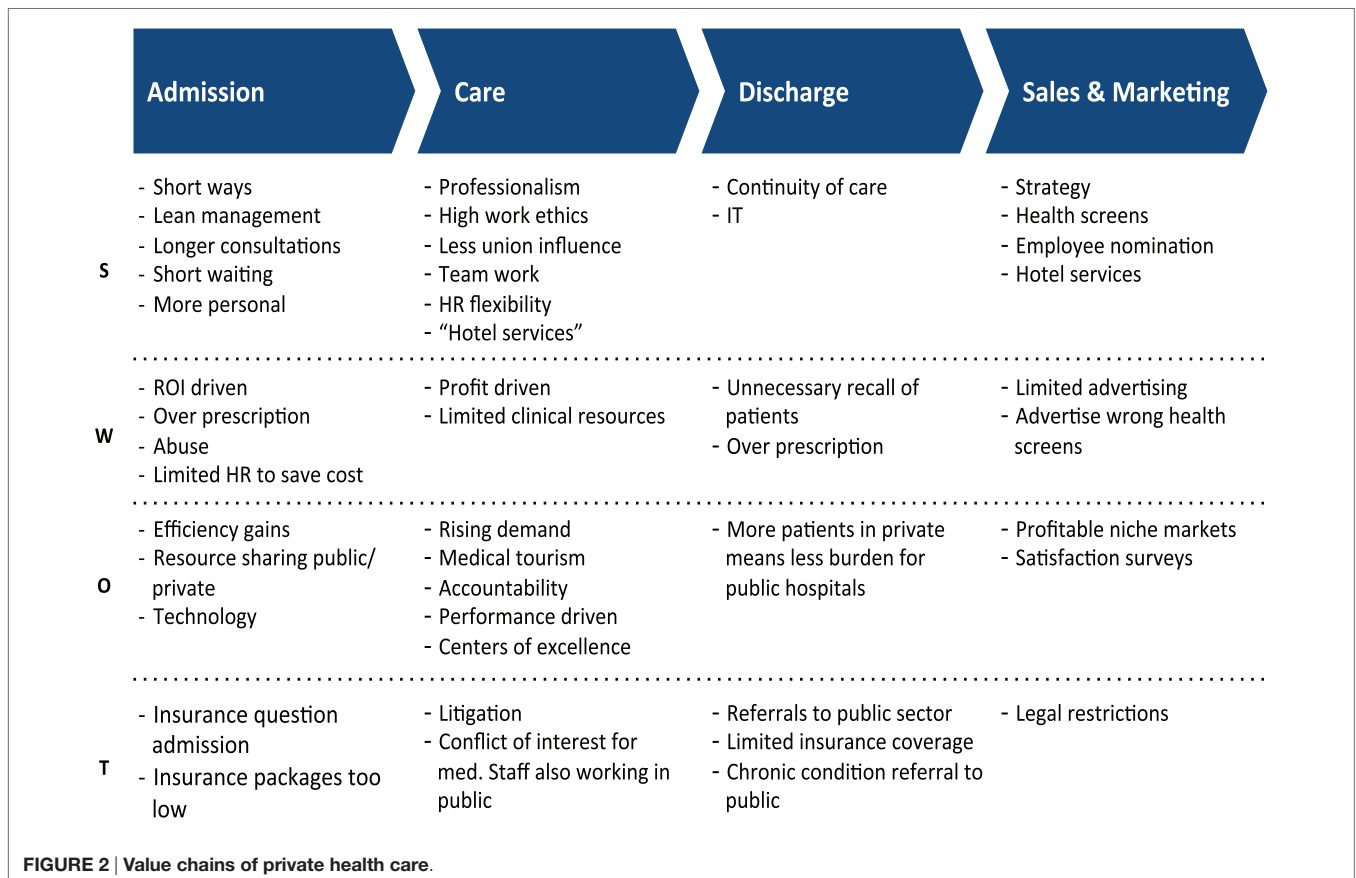 Admission
Care
Discharge
Sales & Marketing
S
- Short ways
- Lean management
- Longer consultations
- Short waiting
- More personal
- Professionalism
- High work ethics
- Less union influence
- Team work
- HR flexibility
- “Hotel services”
- Continuity of care
- IT
- Strategy
- Health screens
- Employee nomination
- Hotel services
W
- ROI driven
- Over prescription
- Abuse
- Limited HR to save cost
- Profit driven
- Limited clinical resources
- Unnecessary recall of
patients
- Over prescription
- Limited advertising
- Advertise wrong health
screens
O
- Efficiency gains
- Resource sharing public/
private
- Technology
- Rising demand
- Medical tourism
- Accountability
- Performance driven
- Centers of excellence
- More patients in private
means less burden for
public hospitals
- Profitable niche markets
- Satisfaction surveys
T
- Insurance question
admission
- Insurance packages too
low
- Litigation
- Conflict of interest for
med. Staff also working in
public
- Referrals to public sector
- Limited insurance coverage
- Chronic condition referral to
public
- Legal restrictions
FIGURE 2 | Value chains of private health care.